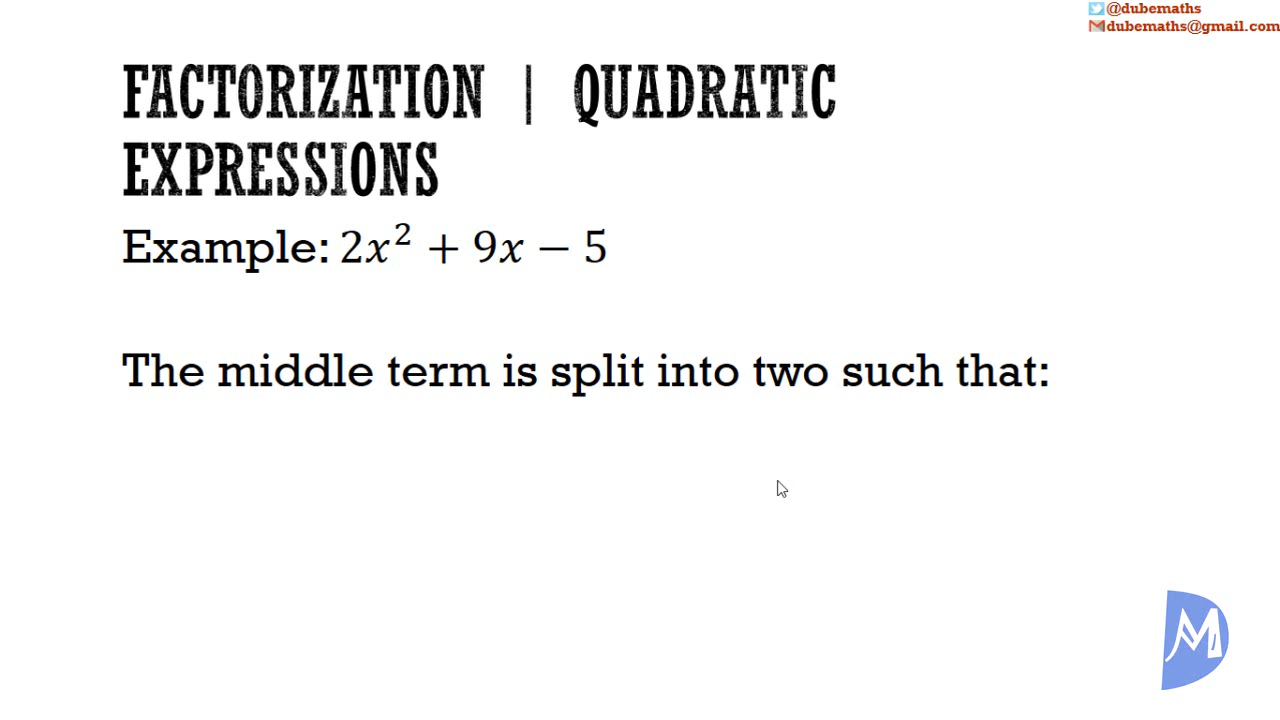 @dubemaths
dubemaths@gmail.com
FACTORIZATION | QUADRATIC
EXPRESSIONS
Example: 2x² + 9x − 5
The middle term is split into two such that:
M